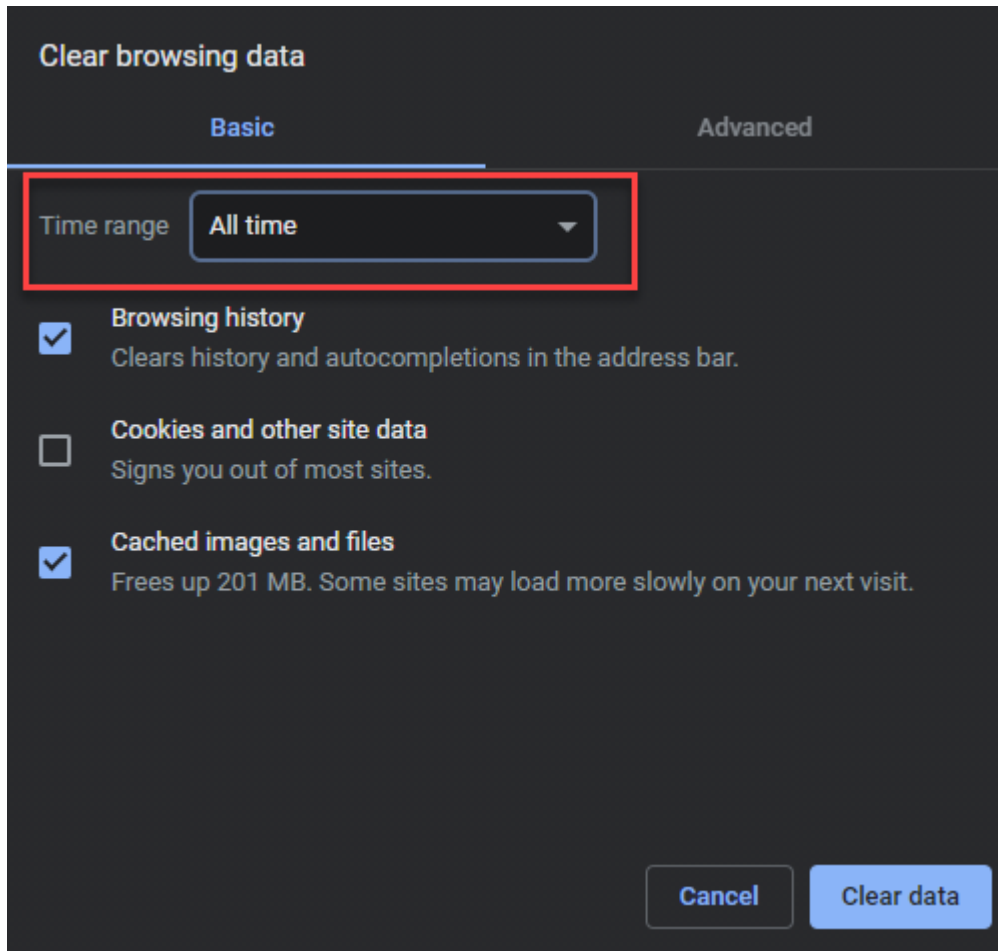 Clear browsing data
Basic
Advanced
Time range
All time
Browsing history
Clears history and autocompletions in the address bar.
Cookies and other site data
Signs you out of most sites.
Cached images and files
Frees up 201 MB. Some sites may load more slowly on your next visit.
Cancel
Clear data